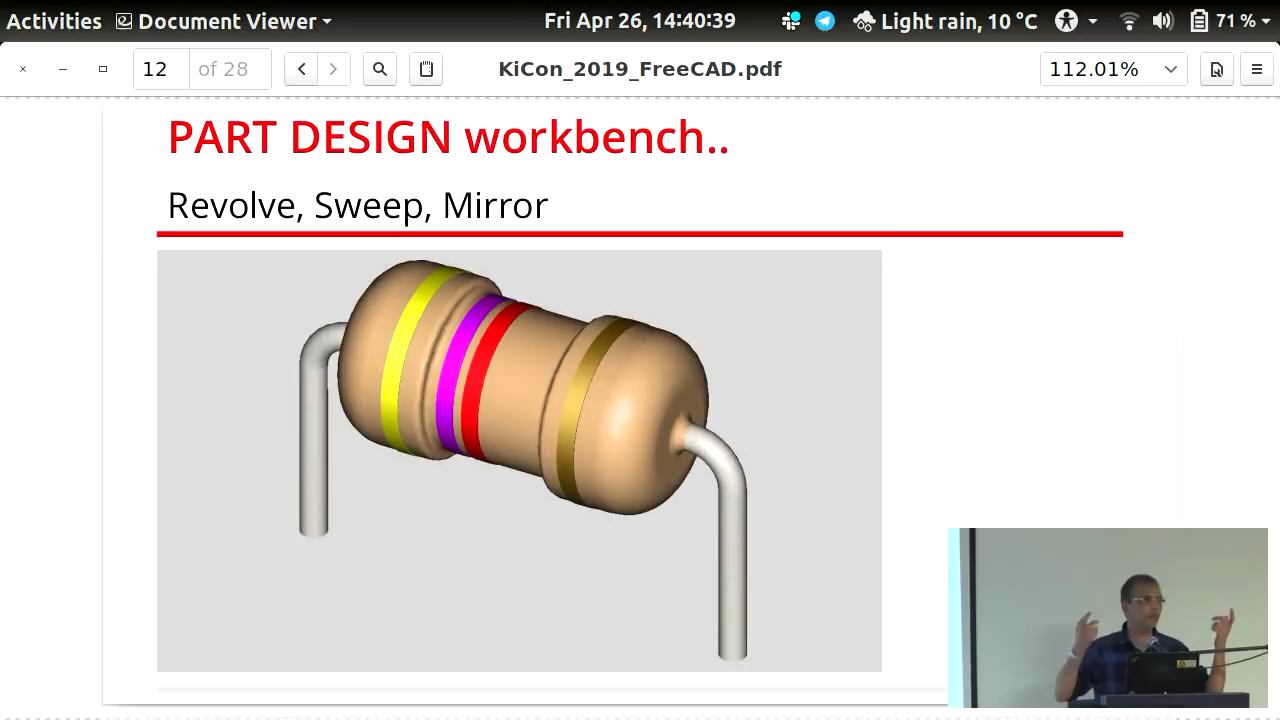 Activities Document Viewer Fri Apr 26, 14:40:39 Light rain, 10 °C 71 %
12 of 28 KiCon_2019_FreeCAD.pdf 112.01%
PART DESIGN workbench..
Revolve, Sweep, Mirror